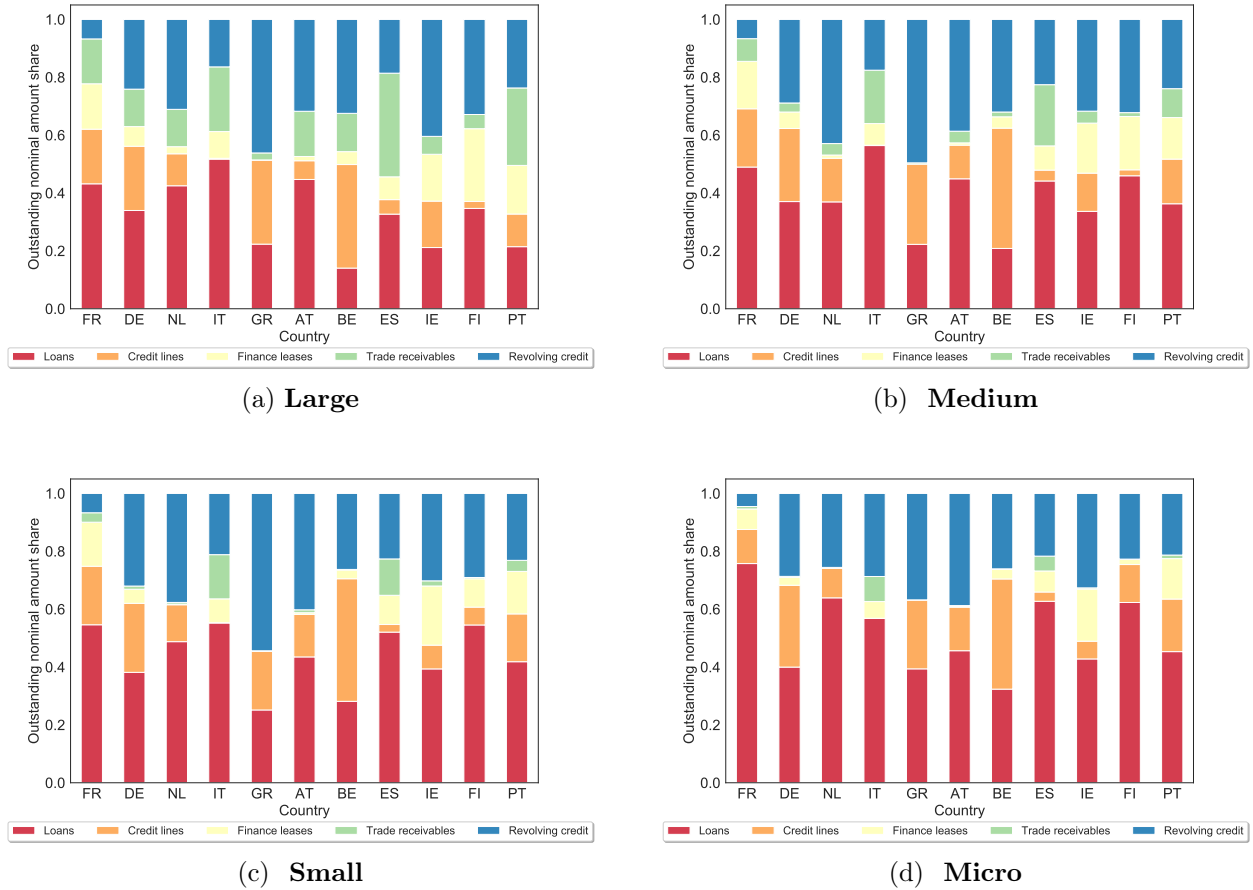 Outstanding nominal amount share
1.0
0.8
0.6
0.4
0.2
0.0
FR DE NL IT GR AT BE ES IE FI PT
Country
Loans Credit lines Finance leases Trade receivables Revolving credit
(a) Large
Outstanding nominal amount share
1.0
0.8
0.6
0.4
0.2
0.0
FR DE NL IT GR AT BE ES IE FI PT
Country
Loans Credit lines Finance leases Trade receivables Revolving credit
(b) Medium
Outstanding nominal amount share
1.0
0.8
0.6
0.4
0.2
0.0
FR DE NL IT GR AT BE ES IE FI PT
Country
Loans Credit lines Finance leases Trade receivables Revolving credit
(c) Small
Outstanding nominal amount share
1.0
0.8
0.6
0.4
0.2
0.0
FR DE NL IT GR AT BE ES IE FI PT
Country
Loans Credit lines Finance leases Trade receivables Revolving credit
(d) Micro